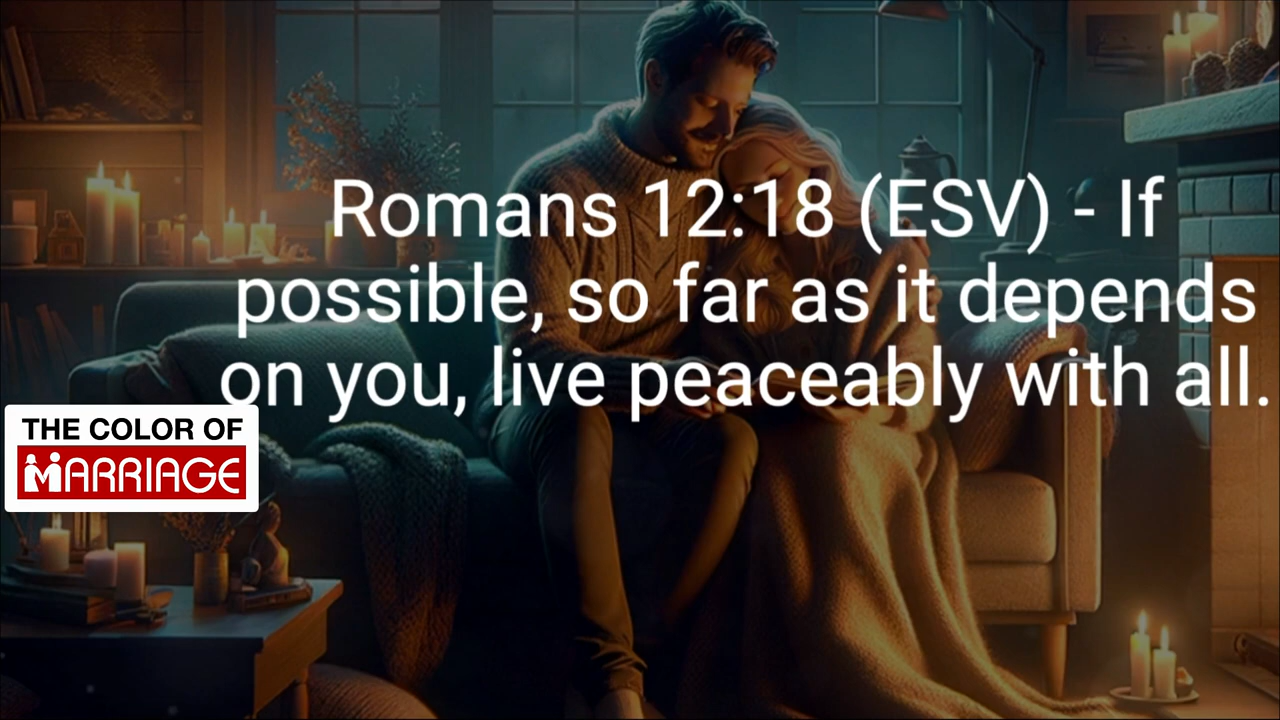 Romans 12:18 (ESV) - If
possible, so far as it depends
on you, live peaceably with all.
THE COLOR OF
MARRIAGE